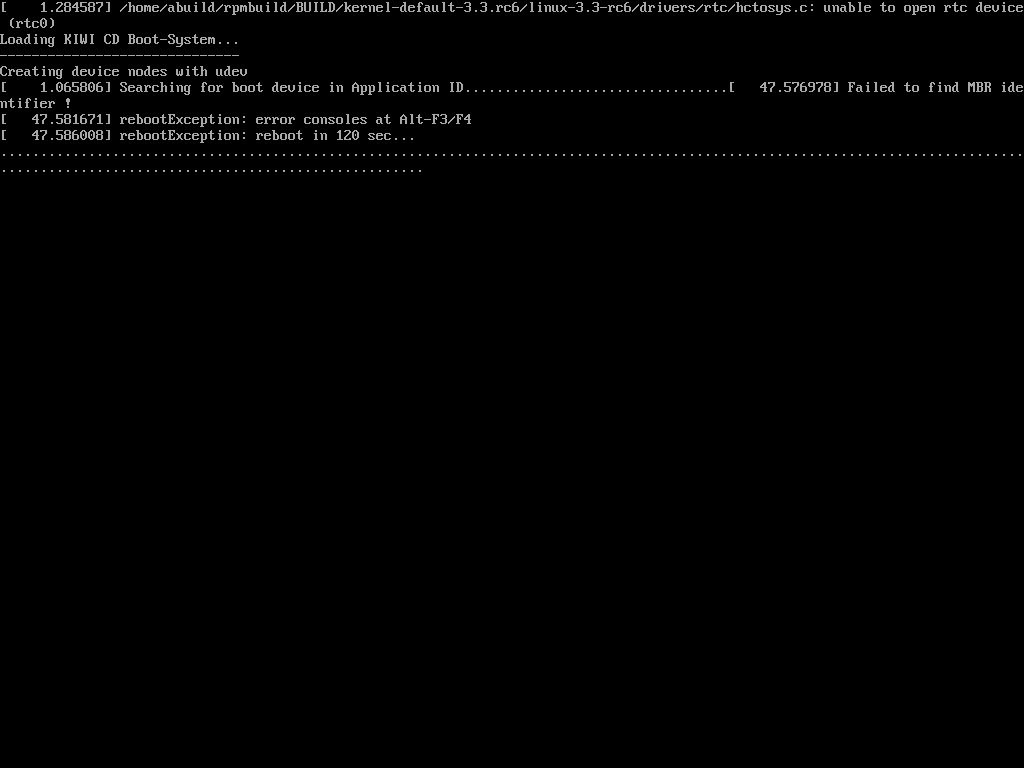 [    1.284587] /home/abuild/rpmbuild/BUILD/kernel-default-3.3.rc6/linux-3.3-rc6/drivers/rtc/hctosys.c: unable to open rtc device
 (rtc0)
Loading KIWI CD Boot-System...
------------------------------
Creating device nodes with udev
[    1.065806] Searching for boot device in Application ID.................................[   47.576978] Failed to find MBR ide
ntifier !
[   47.581671] rebootException: error consoles at Alt-F3/F4
[   47.586008] rebootException: reboot in 120 sec...
................................................................................................................................
.....................................................